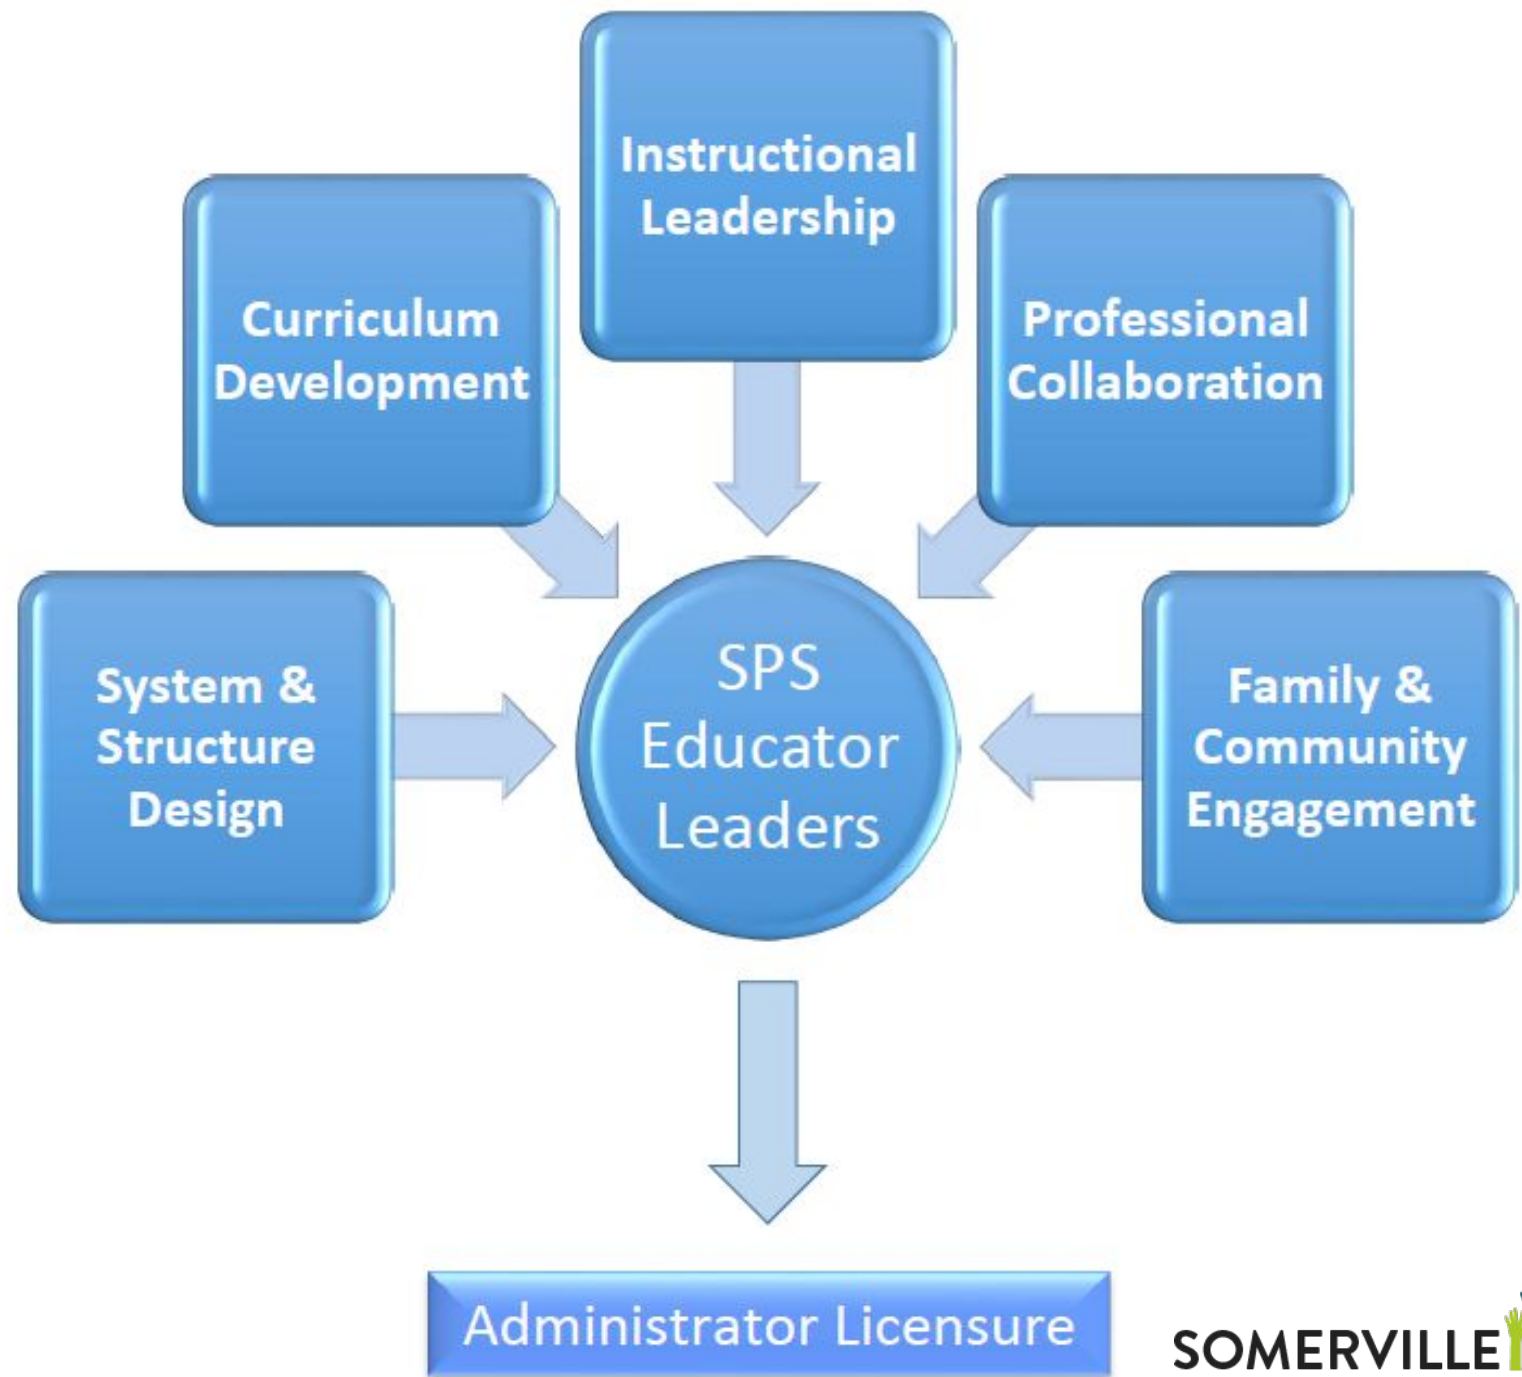 Instructional
Leadership
Curriculum
Development
Professional
Collaboration
System &
Structure
Design
SPS
Educator
Leaders
Family &
Community
Engagement
Administrator Licensure
SOMERVILLE